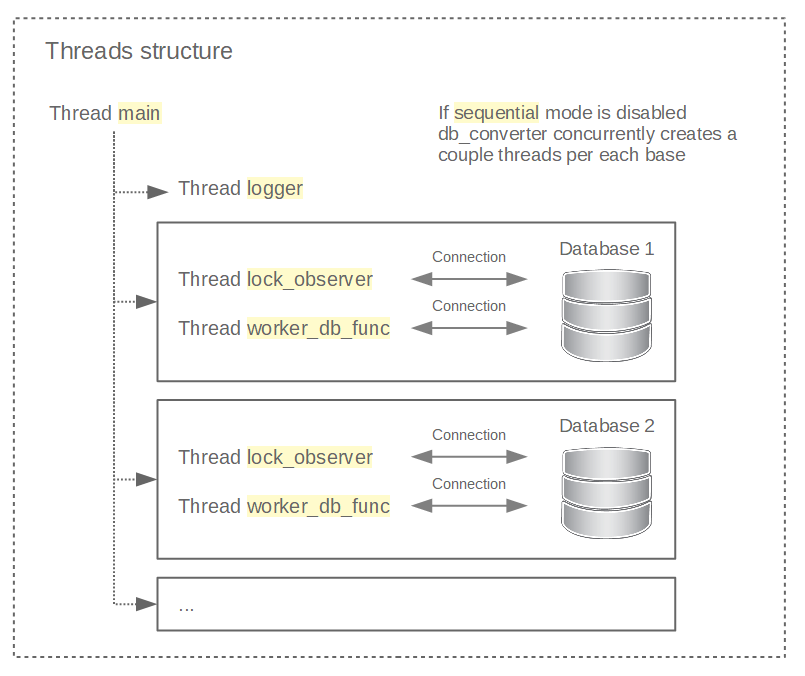 Threads structure
Thread main
If sequential mode is disabled
db_converter concurrently creates a
couple threads per each base
Thread logger
Database 1
Connection
Thread lock_observer
Connection
Thread worker_db_func
Database 2
Connection
Thread lock_observer
Connection
Thread worker_db_func
...